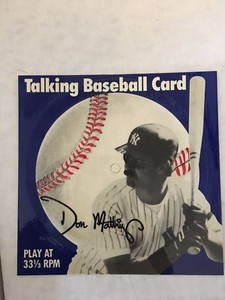 Talking Baseball Card
Don Mattingly
PLAY AT
33⅓ RPM